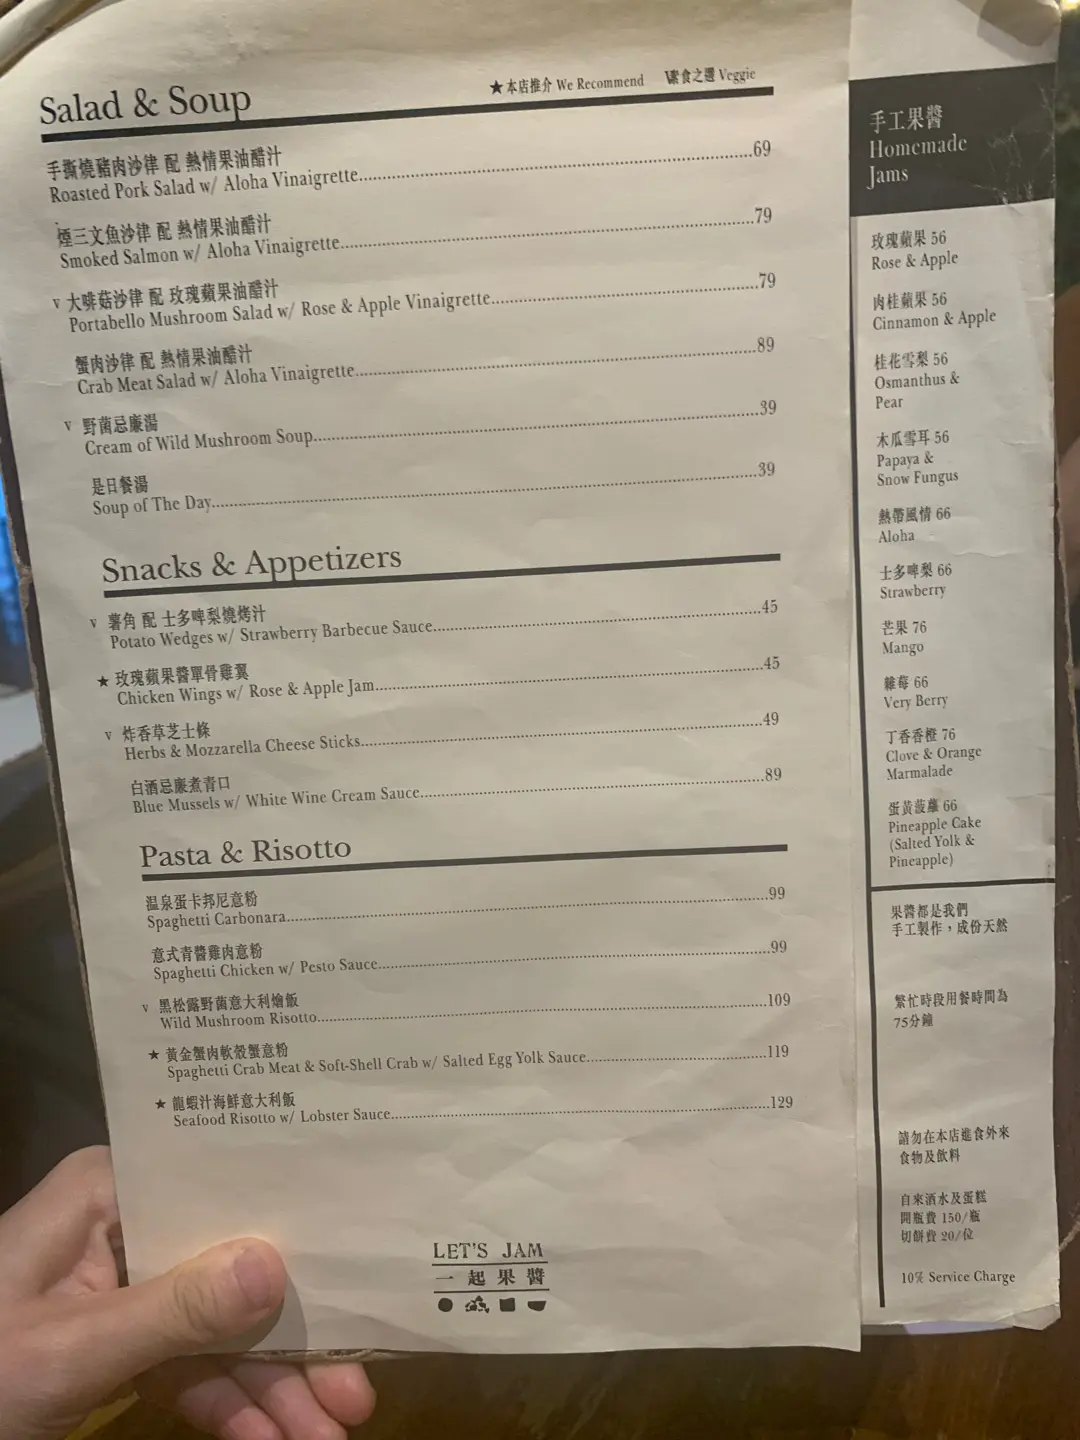 Salad & Soup
★本店推介 We Recommend V素食之選 Veggie
手撕燒豬肉沙律 配 熱情果油醋汁
Roasted Pork Salad w/ Aloha Vinaigrette..........69
煙三文魚沙律 配 熱情果油醋汁
Smoked Salmon w/ Aloha Vinaigrette..........79
v 大啡菇沙律 配 玫瑰蘋果油醋汁
Portabello Mushroom Salad w/ Rose & Apple Vinaigrette..........79
蟹肉沙律 配 熱情果油醋汁
Crab Meat Salad w/ Aloha Vinaigrette..........89
v 野菌忌廉湯
Cream of Wild Mushroom Soup..........39
是日餐湯
Soup of The Day..........39
Snacks & Appetizers
v 薯角 配 士多啤梨燒烤汁
Potato Wedges w/ Strawberry Barbecue Sauce..........45
★ 玫瑰蘋果醬單骨雞翼
Chicken Wings w/ Rose & Apple Jam..........45
v 炸香草芝士條
Herbs & Mozzarella Cheese Sticks..........49
白酒忌廉煮青口
Blue Mussels w/ White Wine Cream Sauce..........89
Pasta & Risotto
温泉蛋卡邦尼意粉
Spaghetti Carbonara..........99
意式青醬雞肉意粉
Spaghetti Chicken w/ Pesto Sauce..........99
v 黑松露野菌意大利燴飯
Wild Mushroom Risotto..........109
★ 黃金蟹肉軟殼蟹意粉
Spaghetti Crab Meat & Soft-Shell Crab w/ Salted Egg Yolk Sauce..........119
★ 龍蝦汁海鮮意大利飯
Seafood Risotto w/ Lobster Sauce..........129
LET'S JAM
一起果醬
手工果醬
Homemade
Jams
玫瑰蘋果 56
Rose & Apple
肉桂蘋果 56
Cinnamon & Apple
桂花雪梨 56
Osmanthus &
Pear
木瓜雪耳 56
Papaya &
Snow Fungus
熱帶風情 66
Aloha
士多啤梨 66
Strawberry
芒果 76
Mango
雜莓 66
Very Berry
丁香香橙 76
Clove & Orange
Marmalade
蛋黃菠蘿 66
Pineapple Cake
(Salted Yolk &
Pineapple)
果醬都是我們
手工製作，成份天然
繁忙時段用餐時間為
75分鐘
請勿在本店進食外來
食物及飲料
自來酒水及蛋糕
開瓶費 150/瓶
切餅費 20/位
10% Service Charge